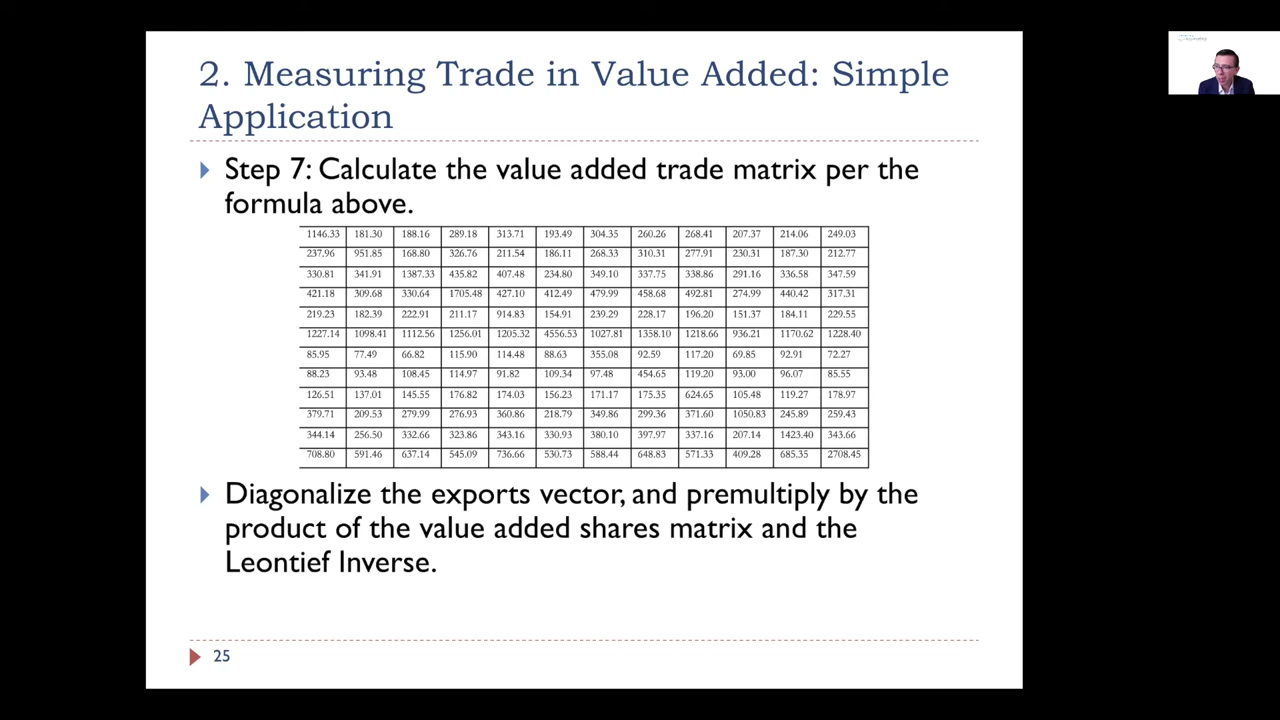 2. Measuring Trade in Value Added: Simple
Application
Step 7: Calculate the value added trade matrix per the
formula above.
1146.33 181.30 188.16 289.18 313.71 193.49 304.35 260.26 268.41 207.37 214.06 249.03
237.96 951.85 168.80 326.76 211.54 186.11 268.33 310.31 277.91 230.31 187.30 212.77
330.81 341.91 1387.33 435.82 407.48 234.80 349.10 337.75 338.86 291.16 336.58 347.59
421.18 309.68 330.64 1705.48 427.10 412.49 479.99 458.68 492.81 274.99 440.42 317.31
219.23 182.39 222.91 211.17 914.83 154.91 239.29 228.17 196.20 151.37 184.11 229.55
1227.14 1098.41 1112.56 1256.01 1205.32 4556.53 1027.81 1358.10 1218.66 936.21 1170.62 1228.40
85.95 77.49 66.82 115.90 114.48 88.63 355.08 92.59 117.20 69.85 92.91 72.27
88.23 93.48 108.45 114.97 91.82 109.34 97.48 454.65 119.20 93.00 96.07 85.55
126.51 137.01 145.55 176.82 174.03 156.23 171.17 175.35 624.65 105.48 119.27 178.97
379.71 209.53 279.99 276.93 360.86 218.79 349.86 299.36 371.60 1050.83 245.89 259.43
344.14 256.50 332.66 323.86 343.16 330.93 380.10 397.97 337.16 207.14 1423.40 343.66
708.80 591.46 637.14 545.09 736.66 530.73 588.44 648.83 571.33 409.28 685.35 2708.45
Diagonalize the exports vector, and premultiply by the
product of the value added shares matrix and the
Leontief Inverse.
25